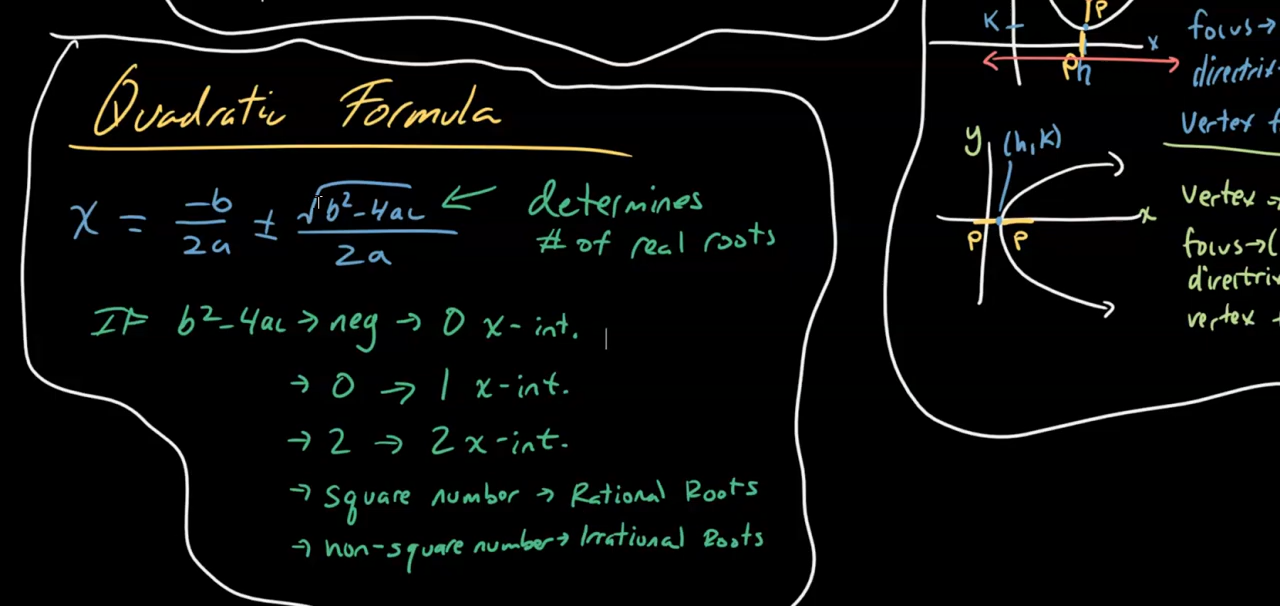 Quadratic Formula
x = -b/2a ± √b²-4ac/2a ← determines
# of real roots
IF b²-4ac → neg → 0 x-int.
→ 0 → 1 x-int.
→ 2 → 2 x-int.
→ square number → Rational Roots
→ non-square number → Irrational Roots
K
P
x
P
h
focus →
directrix
Vertex f
y
(h,k)
x
P
P
Vertex →
focus → (
directrix
vertex f